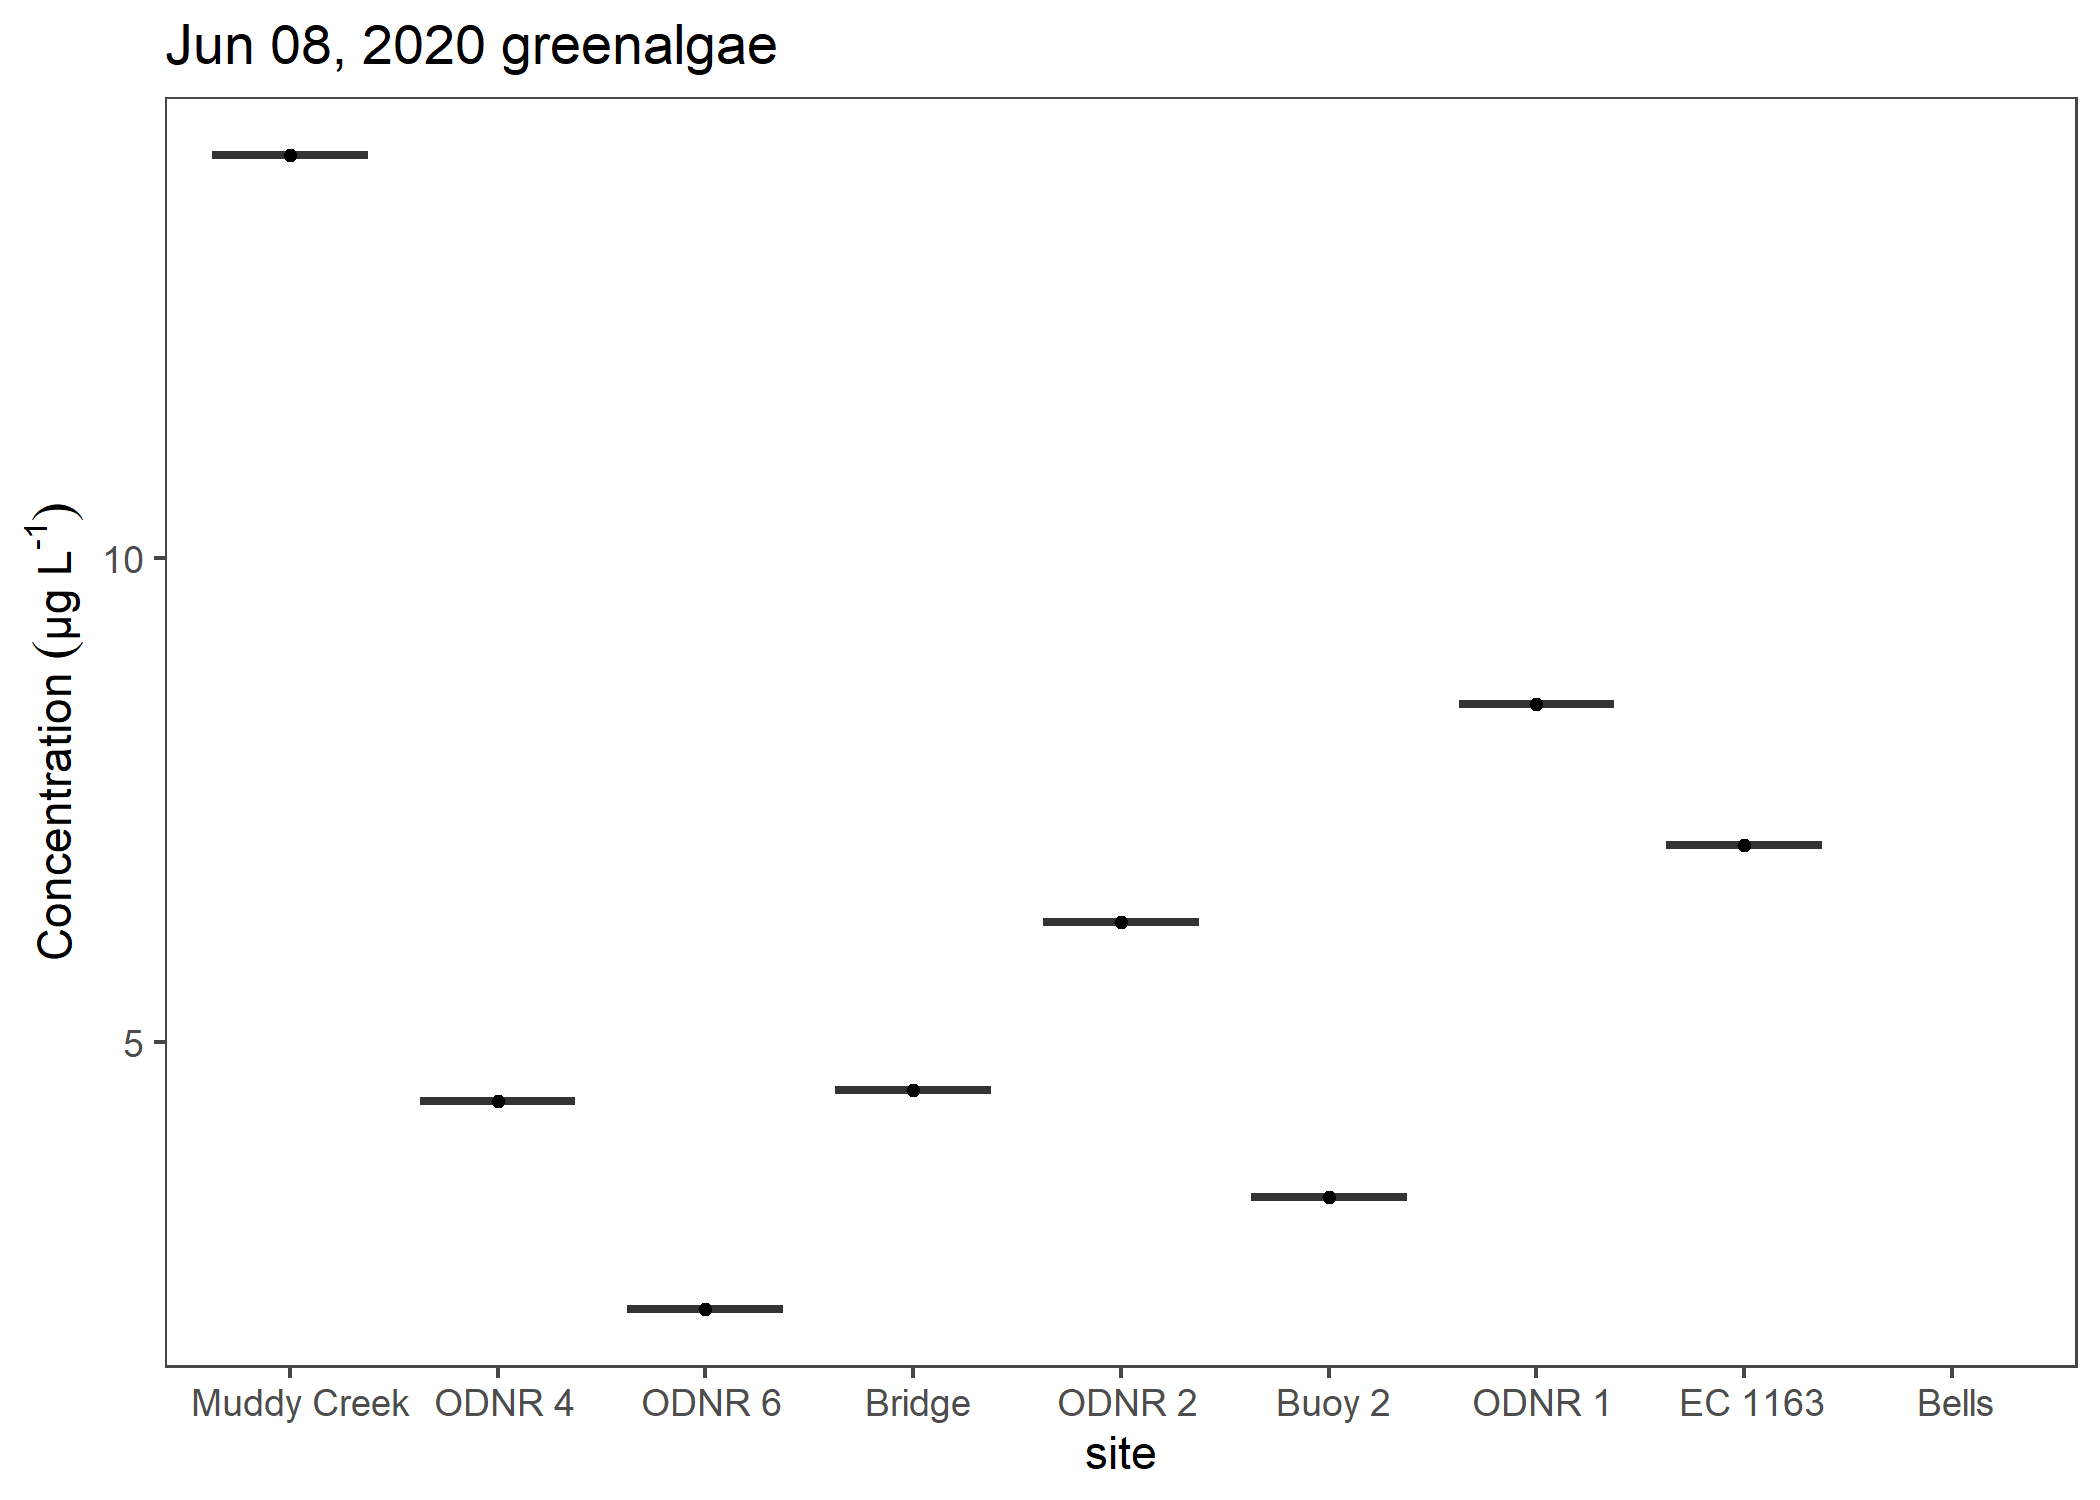 Jun 08, 2020 greenalgae
Concentration (µg L⁻¹)
10
5
Muddy Creek ODNR 4 ODNR 6 Bridge ODNR 2 Buoy 2 ODNR 1 EC 1163 Bells
site